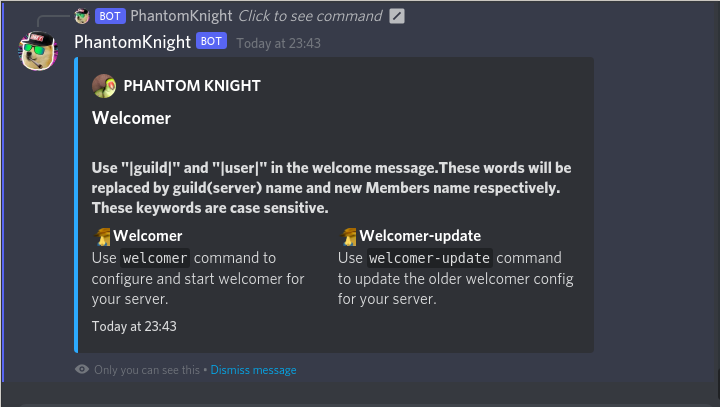 BOT PhantomKnight Click to see command
PhantomKnight BOT Today at 23:43
PHANTOM KNIGHT
Welcomer
Use "|guild|" and "|user|" in the welcome message.These words will be
replaced by guild(server) name and new Members name respectively.
These keywords are case sensitive.
Welcomer
Use welcomer command to
configure and start welcomer for
your server.
Welcomer-update
Use welcomer-update command
to update the older welcomer config
for your server.
Today at 23:43
Only you can see this • Dismiss message